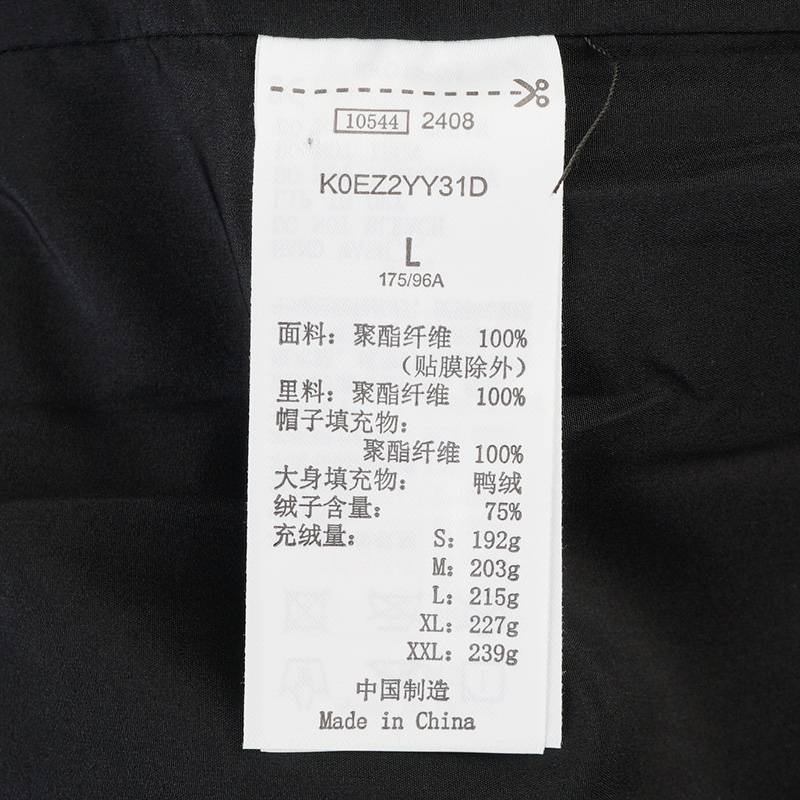 10544 2408
K0EZ2YY31D
L
175/96A
面料：聚酯纤维 100%
（贴膜除外）
里料：聚酯纤维 100%
帽子填充物：
聚酯纤维 100%
大身填充物： 鸭绒
绒子含量： 75%
充绒量： S: 192g
M: 203g
L: 215g
XL: 227g
XXL: 239g
中国制造
Made in China